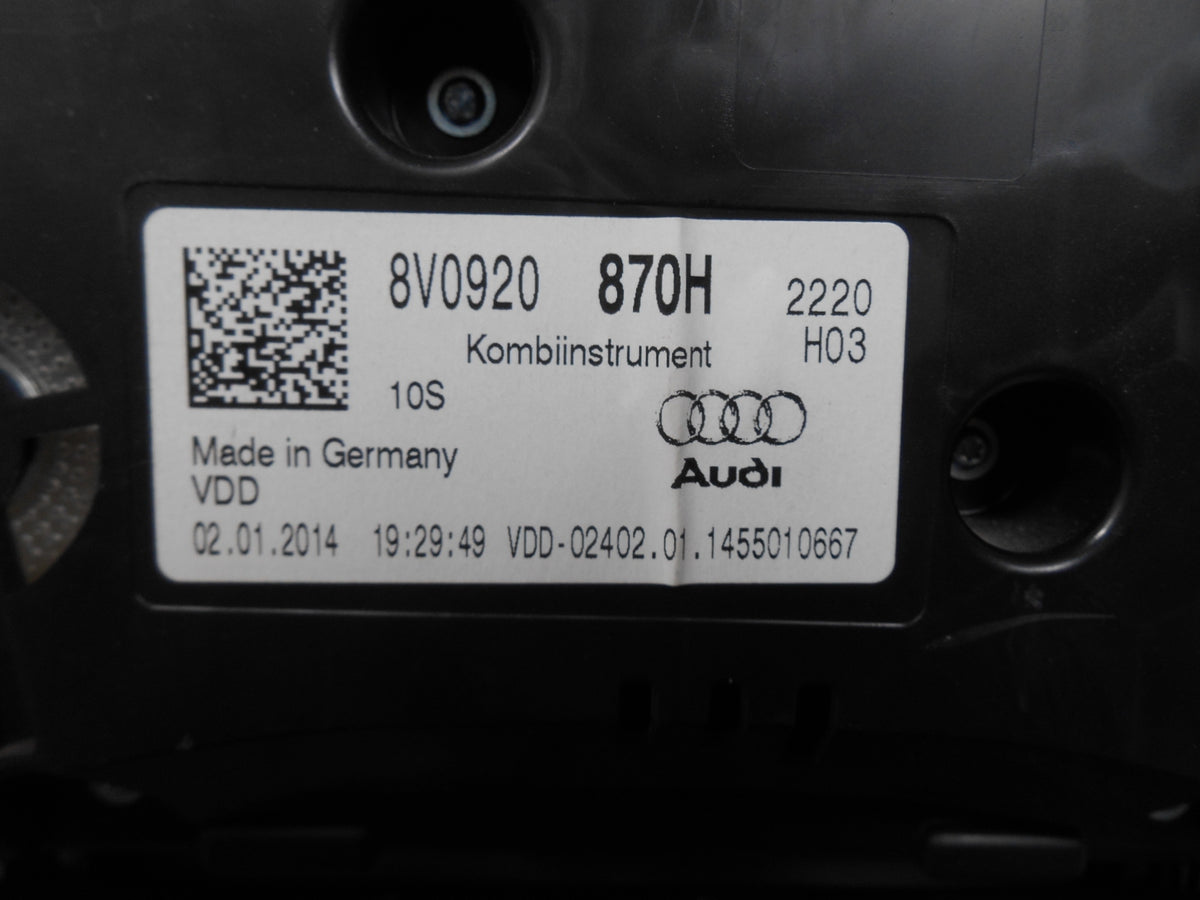 8V0920 870H 2220
Kombiinstrument H03
10S
Audi
Made in Germany
VDD
02.01.2014 19:29:49 VDD-02402.01.1455010667